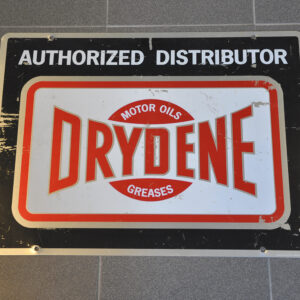 AUTHORIZED DISTRIBUTOR
MOTOR OILS
DRYDENE
GREASES